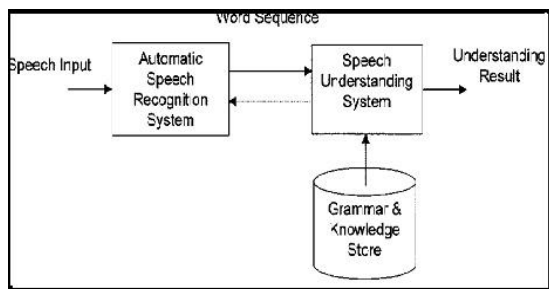 Word Sequence
Speech Input
Automatic
Speech
Recognition
System
Speech
Understanding
System
Understanding
Result
Grammar &
Knowledge
Store